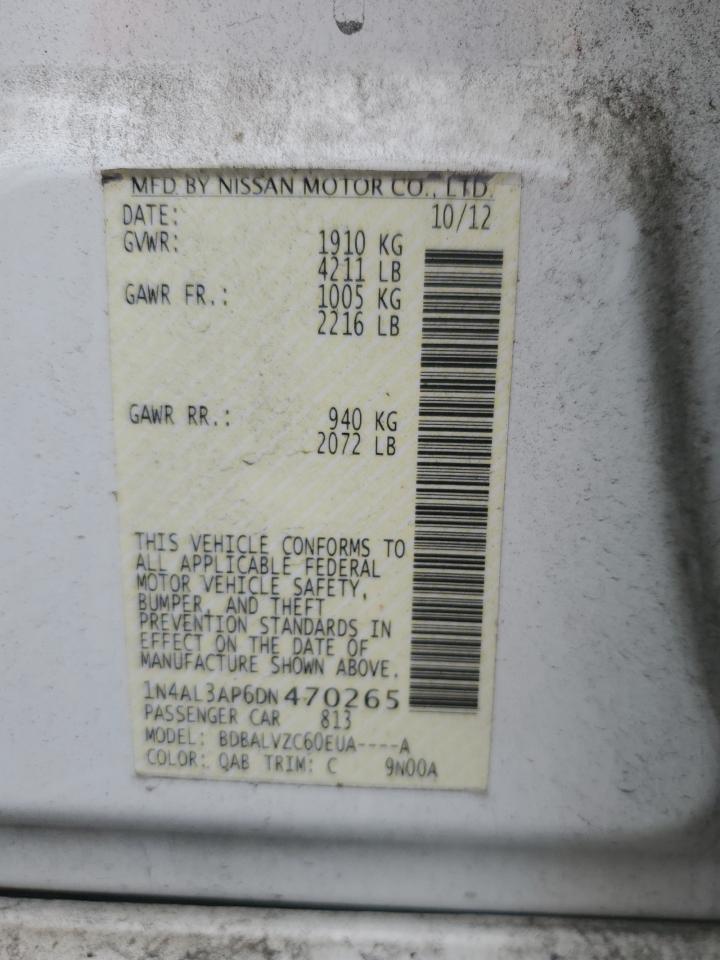 MFD BY NISSAN MOTOR CO., LTD.
DATE: 10/12
GVWR: 1910 KG
4211 LB
GAWR FR.: 1005 KG
2216 LB
GAWR RR.: 940 KG
2072 LB
THIS VEHICLE CONFORMS TO
ALL APPLICABLE FEDERAL
MOTOR VEHICLE SAFETY,
BUMPER, AND THEFT
PREVENTION STANDARDS IN
EFFECT ON THE DATE OF
MANUFACTURE SHOWN ABOVE.
1N4AL3AP6DN470265
PASSENGER CAR 813
MODEL: BDBALVZC60EUA----A
COLOR: QAB TRIM: C 9N00A